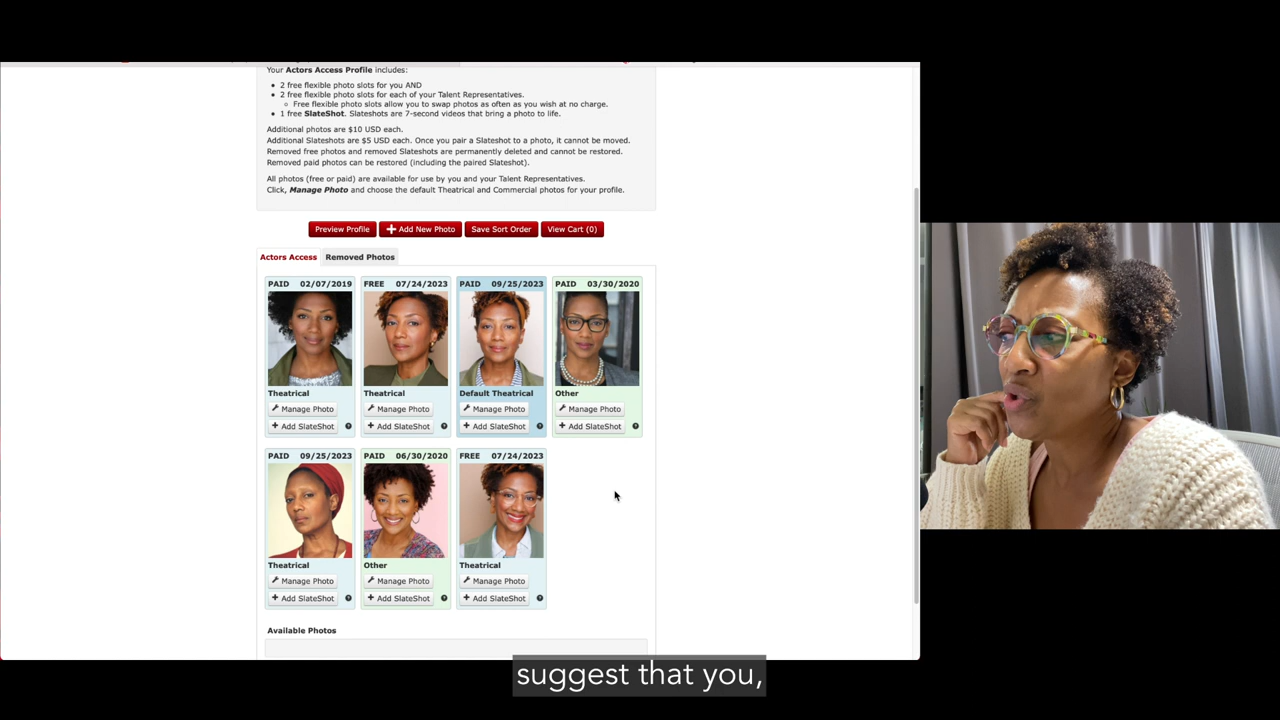 Your Actors Access Profile includes:
2 free flexible photo slots for you AND
2 free flexible photo slots for each of your Talent Representatives.
Free flexible photo slots allow you to swap photos as often as you wish at no charge.
1 free SlateShot. Slateshots are 7-second videos that bring a photo to life.
Additional photos are $10 USD each.
Additional Slateshots are $5 USD each. Once you pair a Slateshot to a photo, it cannot be moved.
Removed free photos and removed Slateshots are permanently deleted and cannot be restored.
Removed paid photos can be restored (including the paired Slateshot).
All photos (free or paid) are available for use by you and your Talent Representatives.
Click, Manage Photo and choose the default Theatrical and Commercial photos for your profile.
Preview Profile + Add New Photo Save Sort Order View Cart (0)
Actors Access Removed Photos
PAID 02/07/2019 FREE 07/24/2023 PAID 09/25/2023 PAID 03/30/2020
Theatrical Theatrical Default Theatrical Other
Manage Photo Manage Photo Manage Photo Manage Photo
+ Add SlateShot ? + Add SlateShot ? + Add SlateShot ? + Add SlateShot ?
PAID 09/25/2023 PAID 06/30/2020 FREE 07/24/2023
Theatrical Other Theatrical
Manage Photo Manage Photo Manage Photo
+ Add SlateShot ? + Add SlateShot ? + Add SlateShot ?
Available Photos
suggest that you,